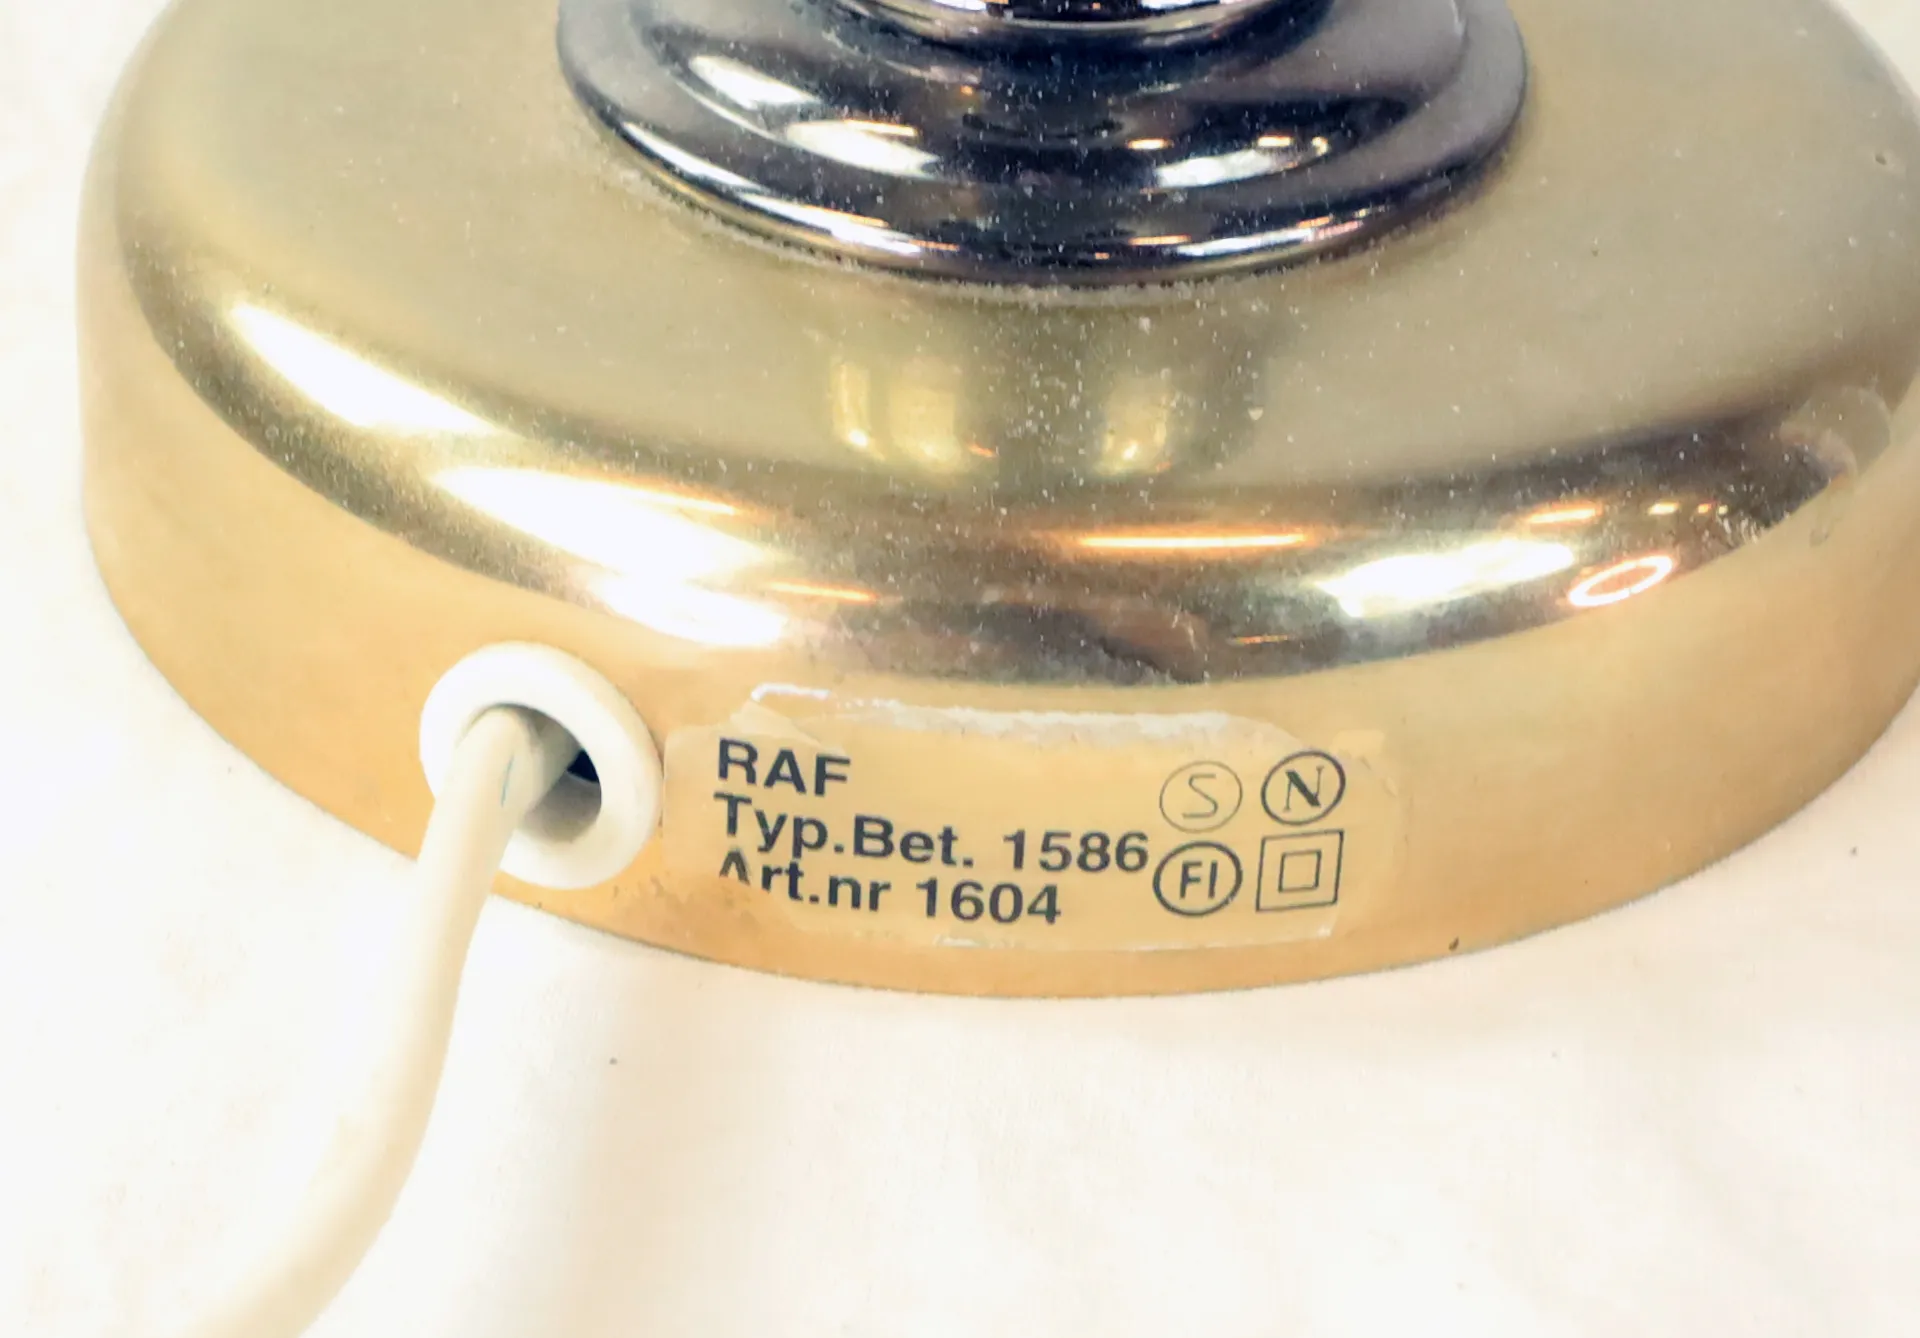 RAF
Typ.Bet. 1586
Art.nr 1604
S N
FI